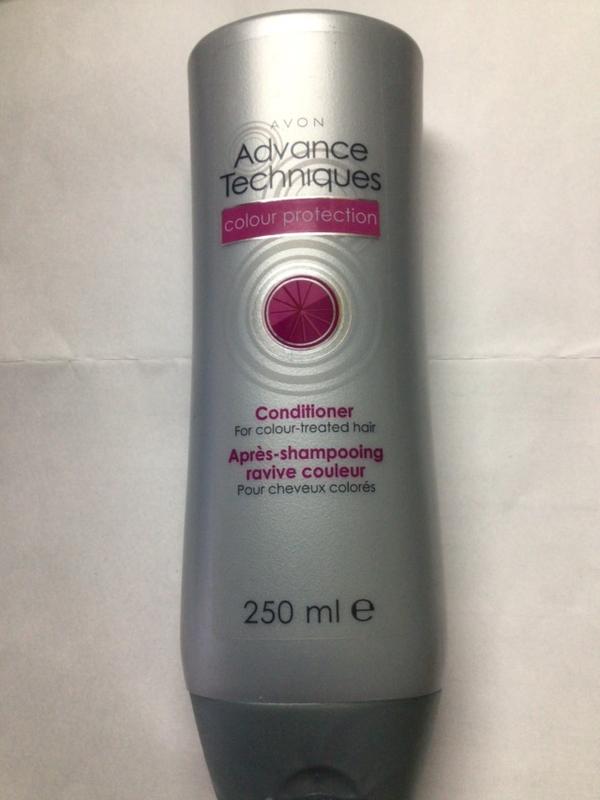 AVON
Advance
Techniques
colour protection
Conditioner
For colour-treated hair
Après-shampooing
ravive couleur
Pour cheveux colorés
250 ml ℮